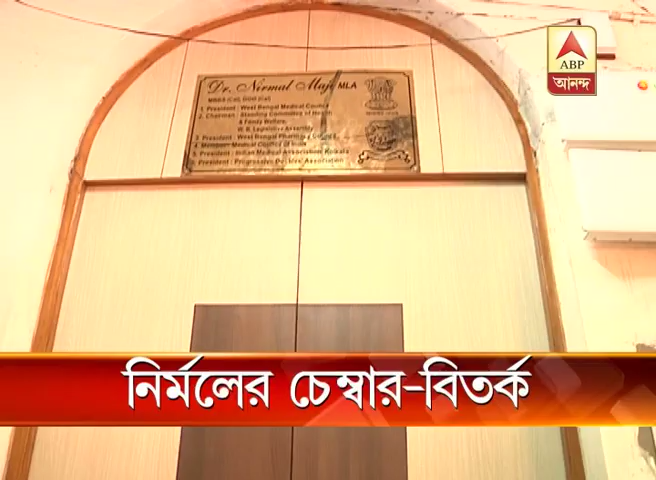 ABP
আনন্দ
Dr. Nirmal Maji MLA
MBBS (Cal), DGO (Cal)
1. President : West Bengal Medical Council
2. Chairman : Standing Committee of Health
& Family Welfare,
W. B. Legislative Assembly
3. President : West Bengal Pharmacy Council
4. Member : Medical Council of India
5. President : Indian Medical Association Kolkata
President : Progressive Doctors Association
নির্মলের চেম্বার-বিতর্ক